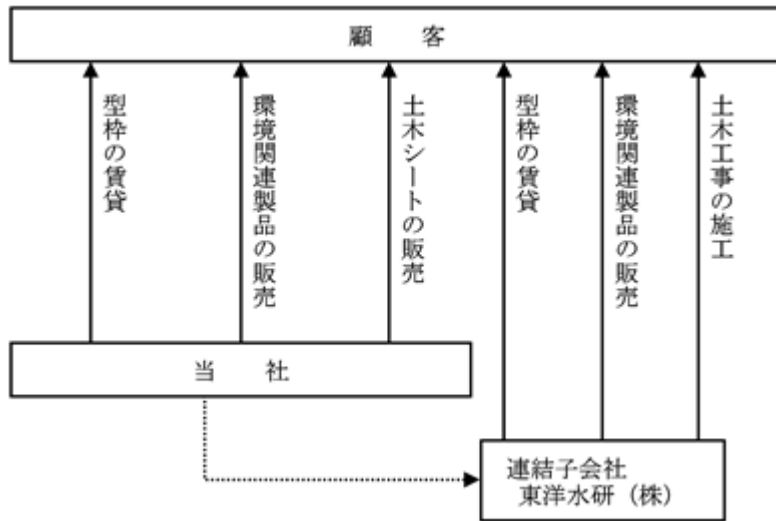 顧　客
型枠の賃貸
環境関連製品の販売
土木シートの販売
型枠の賃貸
環境関連製品の販売
土木工事の施工
当　社
連結子会社
東洋水研（株）